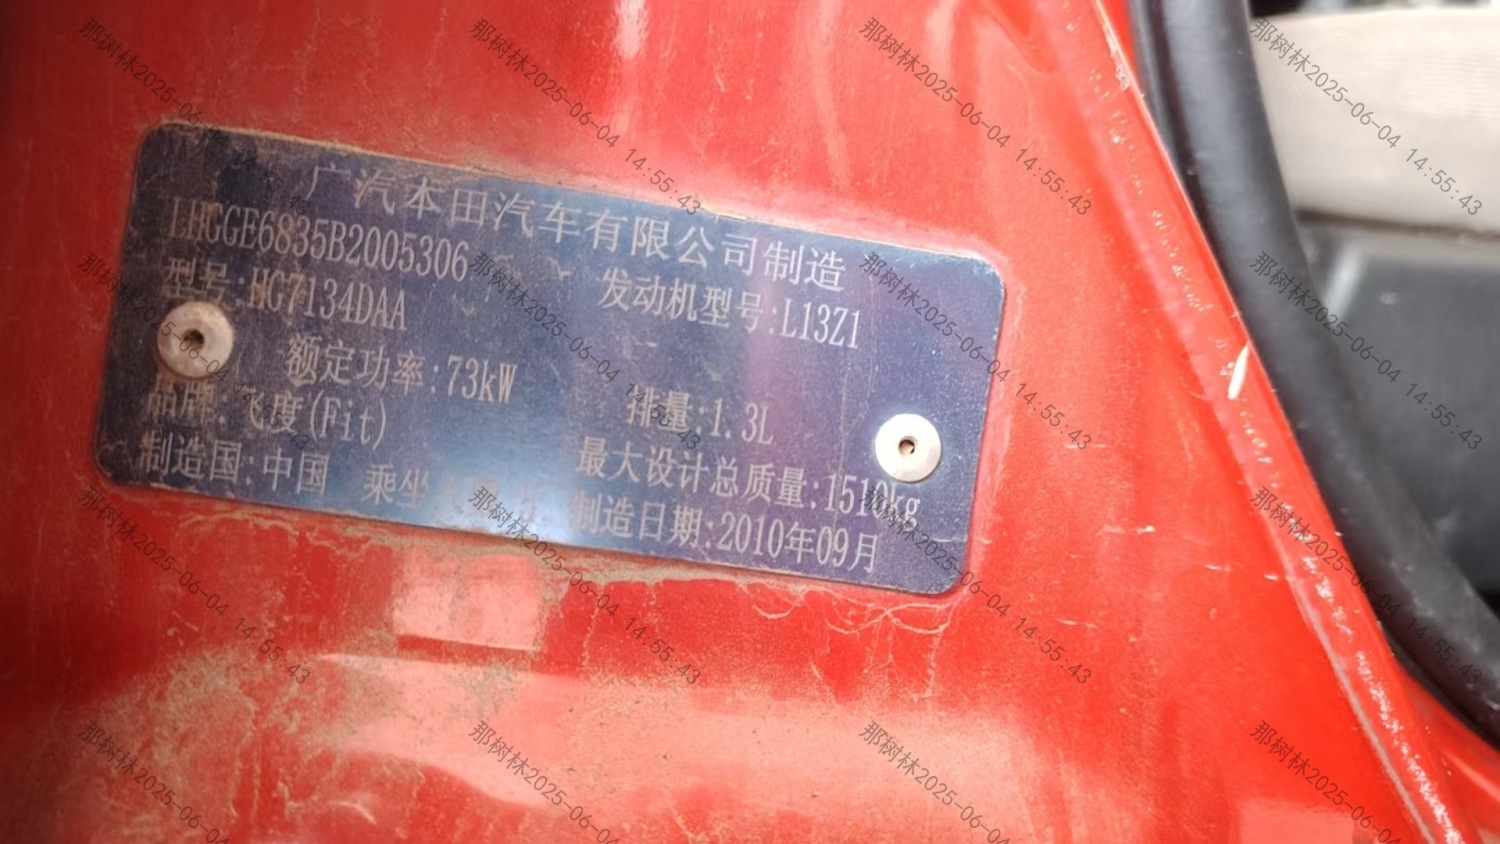 广汽本田汽车有限公司制造
LHGGE6835B2005306
型号:HG7134DAA 发动机型号:L13Z1
额定功率:73kW 排量:1.3L
品牌:飞度(Fit) 最大设计总质量:1510kg
制造国:中国 乘坐 制造日期:2010年09月
那树林2025-06-04 14:55:43